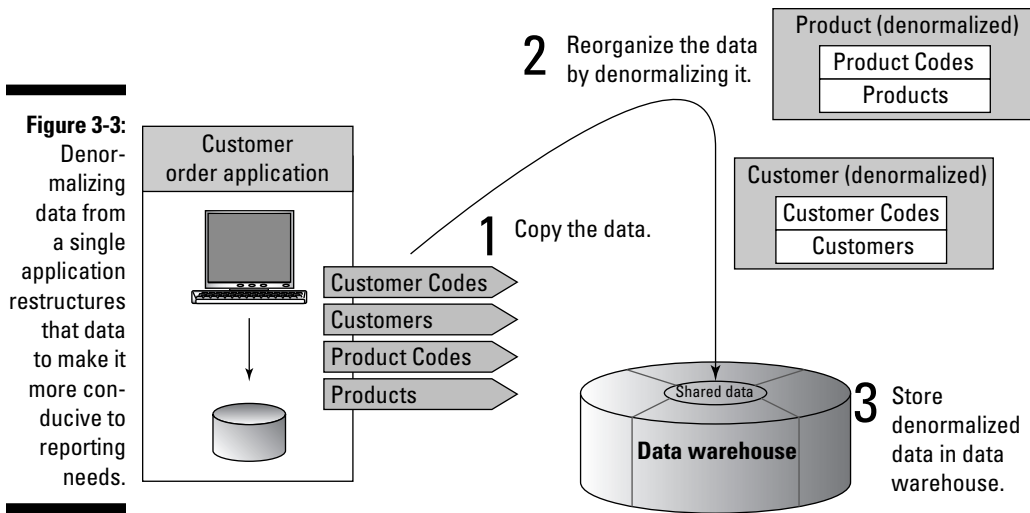 Figure 3-3:
Denor-
malizing
data from
a single
application
restructures
that data
to make it
more con-
ducive to
reporting
needs.
Customer
order application
Customer Codes
Customers
Product Codes
Products
1 Copy the data.
2 Reorganize the data
by denormalizing it.
Product (denormalized)
Product Codes
Products
Customer (denormalized)
Customer Codes
Customers
Shared data
Data warehouse
3 Store
denormalized
data in data
warehouse.